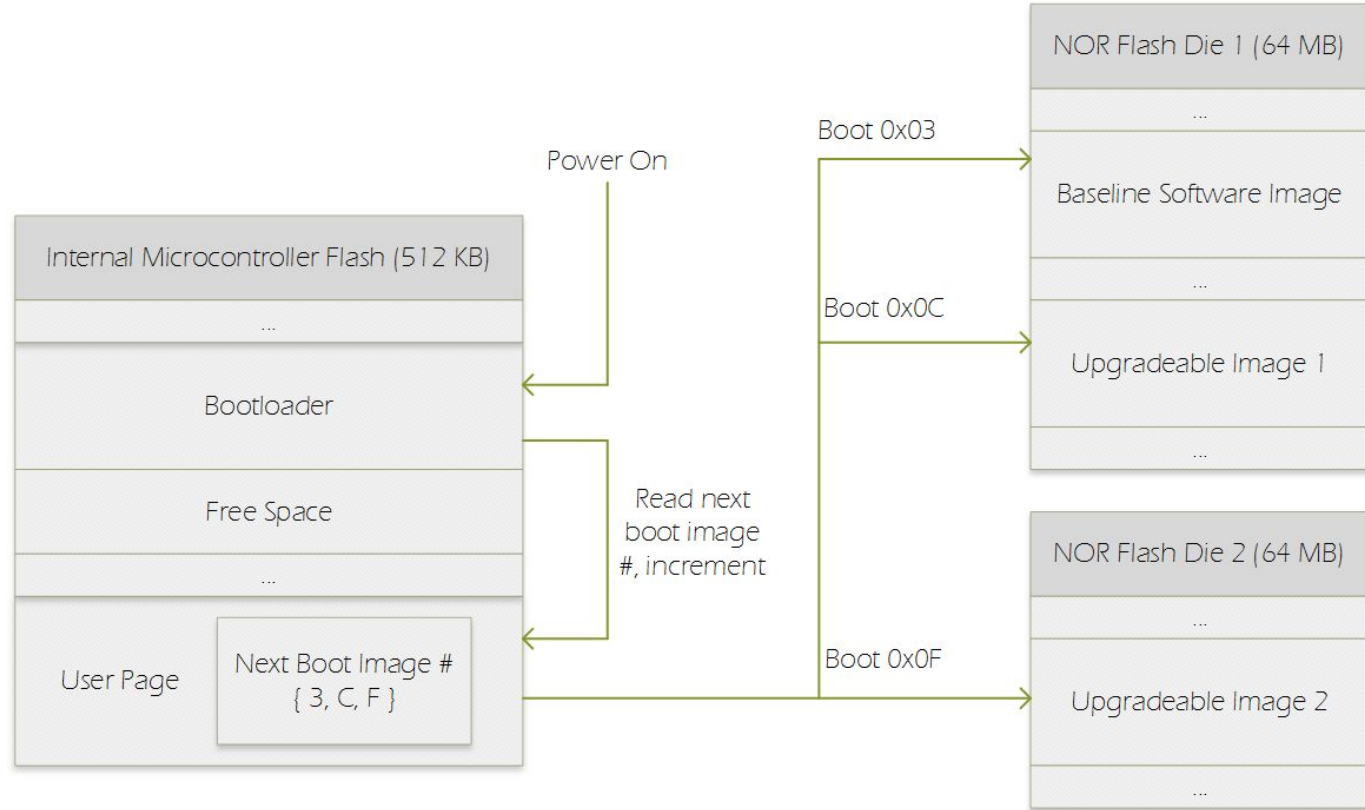 Power On
Internal Microcontroller Flash (512 KB)
...
Bootloader
Free Space
...
User Page
Next Boot Image #
{ 3, C, F }
Read next
boot image
#, increment
Boot 0x03
Boot 0x0C
Boot 0x0F
NOR Flash Die 1 (64 MB)
...
Baseline Software Image
...
Upgradeable Image 1
...
NOR Flash Die 2 (64 MB)
...
Upgradeable Image 2
...